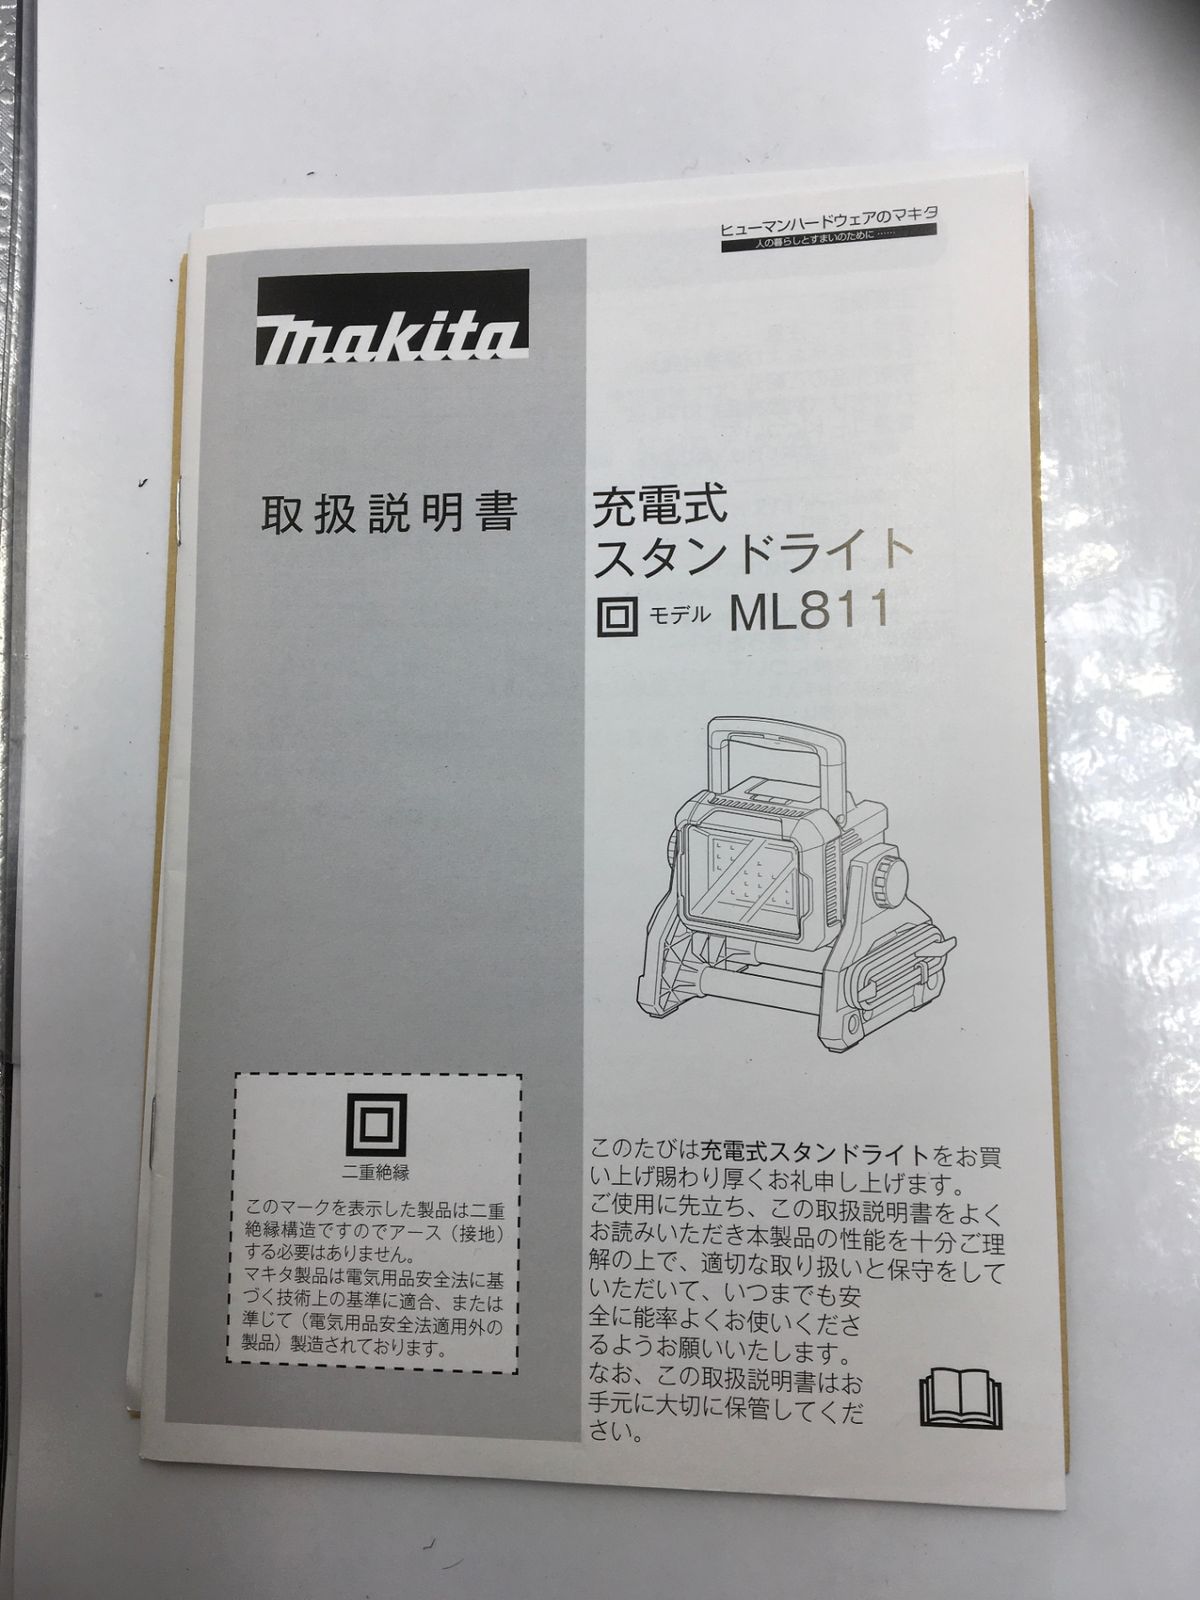 ヒューマンハードウェアのマキタ
人の暮らしとすまいのために……
makita
取扱説明書
充電式
スタンドライト
モデル ML811
二重絶縁
このマークを表示した製品は二重
絶縁構造ですのでアース（接地）
する必要はありません。
マキタ製品は電気用品安全法に基
づく技術上の基準に適合、または
準じて（電気用品安全法適用外の
製品）製造されております。
このたびは充電式スタンドライトをお買
い上げ賜わり厚くお礼申し上げます。
ご使用に先立ち、この取扱説明書をよく
お読みいただき本製品の性能を十分ご理
解の上で、適切な取り扱いと保守をして
いただいて、いつまでも安
全に能率よくお使いくださ
るようお願いいたします。
なお、この取扱説明書はお
手元に大切に保管してくだ
さい。